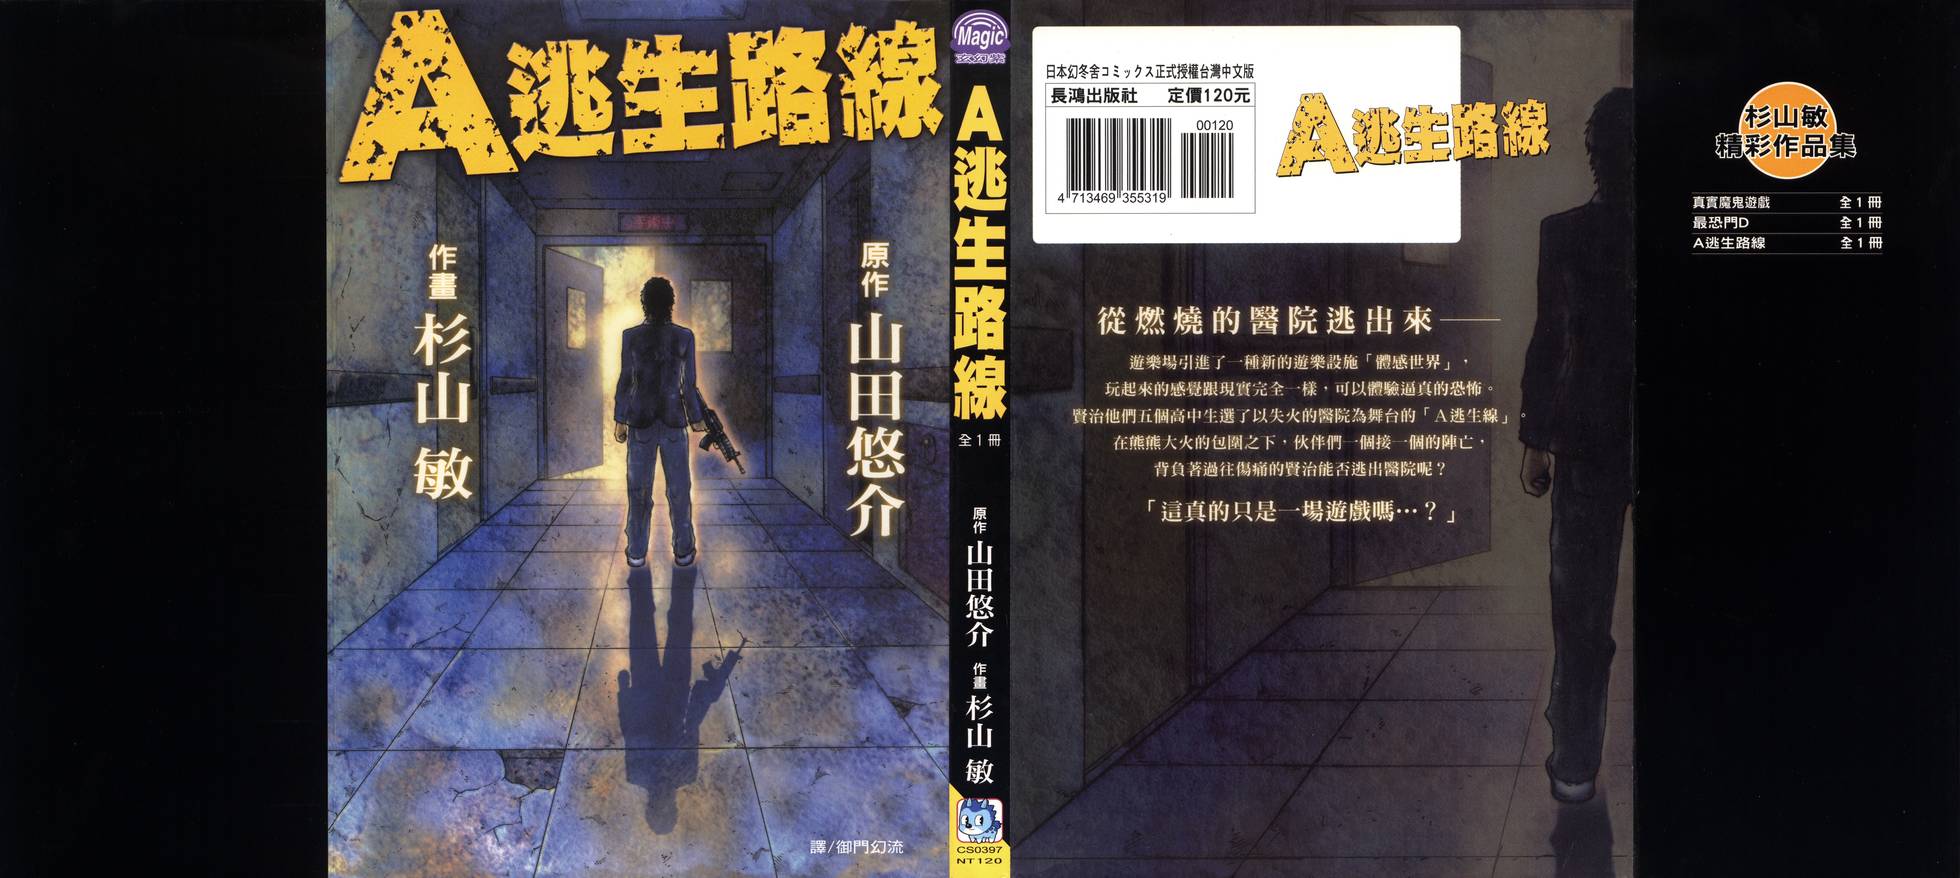 A逃生路線
作畫 杉山 敏
原作 山田悠介
譯/御門幻流
Magic
玄幻紫
A逃生路線
全1冊
原作 山田悠介
作畫 杉山 敏
CS0397
NT120
日本幻冬舍コミックス正式授權台灣中文版
長鴻出版社 定價120元
00120
4 713469 355319
A逃生路線
從燃燒的醫院逃出來——
遊樂場引進了一種新的遊樂設施「體感世界」，
玩起來的感覺跟現實完全一樣，可以體驗逼真的恐怖。
賢治他們五個高中生選了以失火的醫院為舞台的「A逃生線」。
在熊熊大火的包圍之下，伙伴們一個接一個的陣亡，
背負著過往傷痛的賢治能否逃出醫院呢？
「這真的只是一場遊戲嗎…？」
杉山敏
精彩作品集
真實魔鬼遊戲 全1冊
最恐門D 全1冊
A逃生路線 全1冊